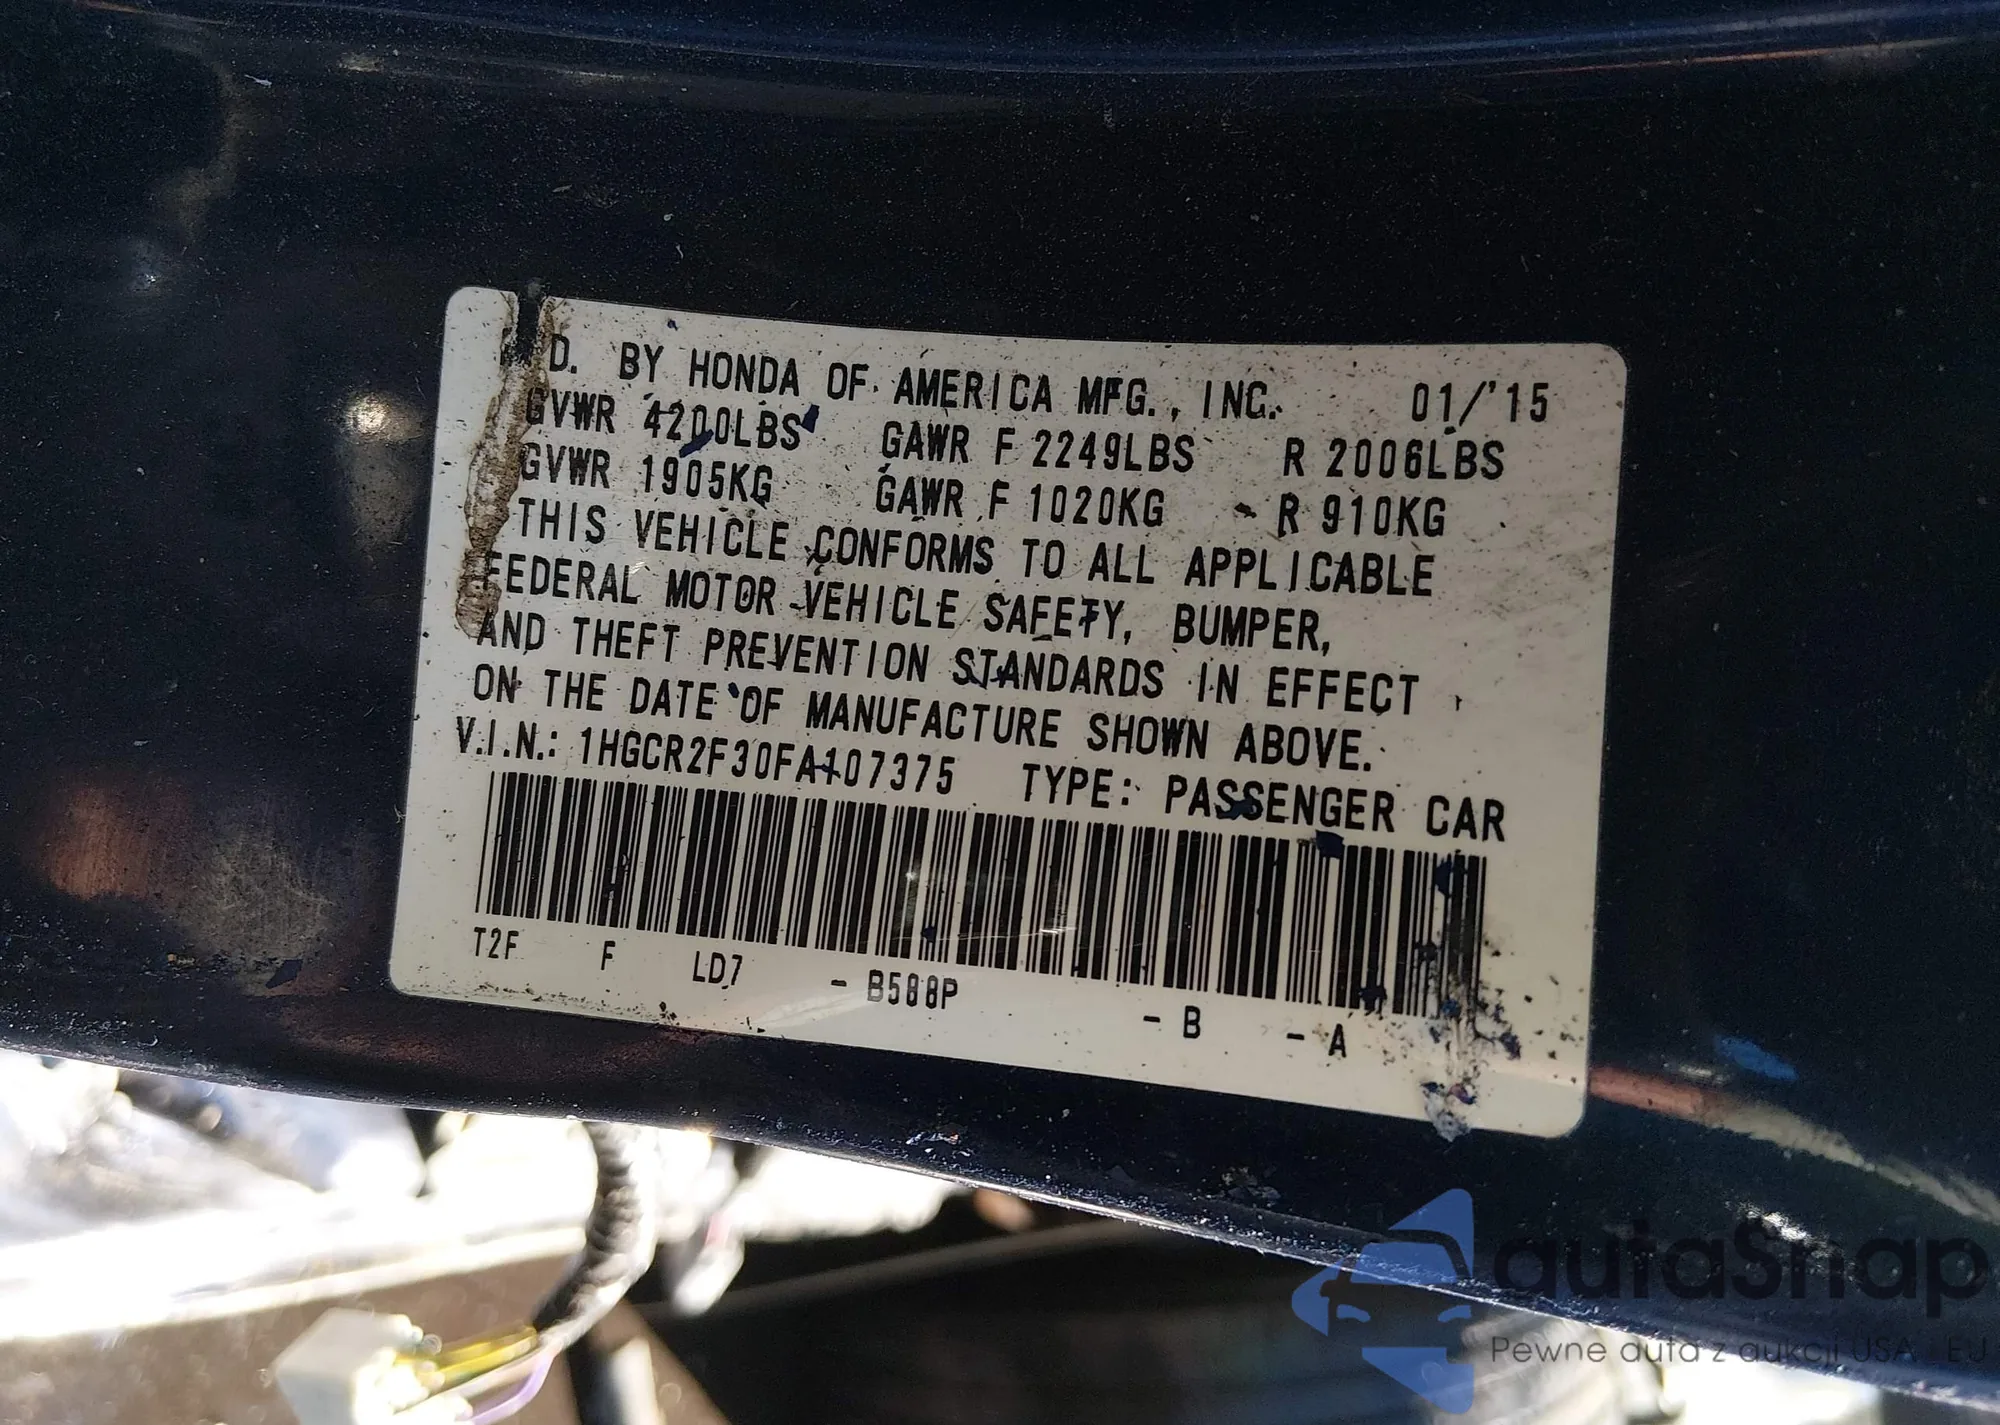 D. BY HONDA OF AMERICA MFG., INC. 01/'15
GVWR 4200LBS GAWR F 2249LBS R 2006LBS
GVWR 1905KG GAWR F 1020KG R 910KG
THIS VEHICLE CONFORMS TO ALL APPLICABLE
FEDERAL MOTOR VEHICLE SAFETY, BUMPER,
AND THEFT PREVENTION STANDARDS IN EFFECT
ON THE DATE OF MANUFACTURE SHOWN ABOVE.
V.I.N.: 1HGCR2F30FA107375 TYPE: PASSENGER CAR
T2F F LD7 - B588P - B - A
autaSnap
Pewne auta z aukcji USA i EU